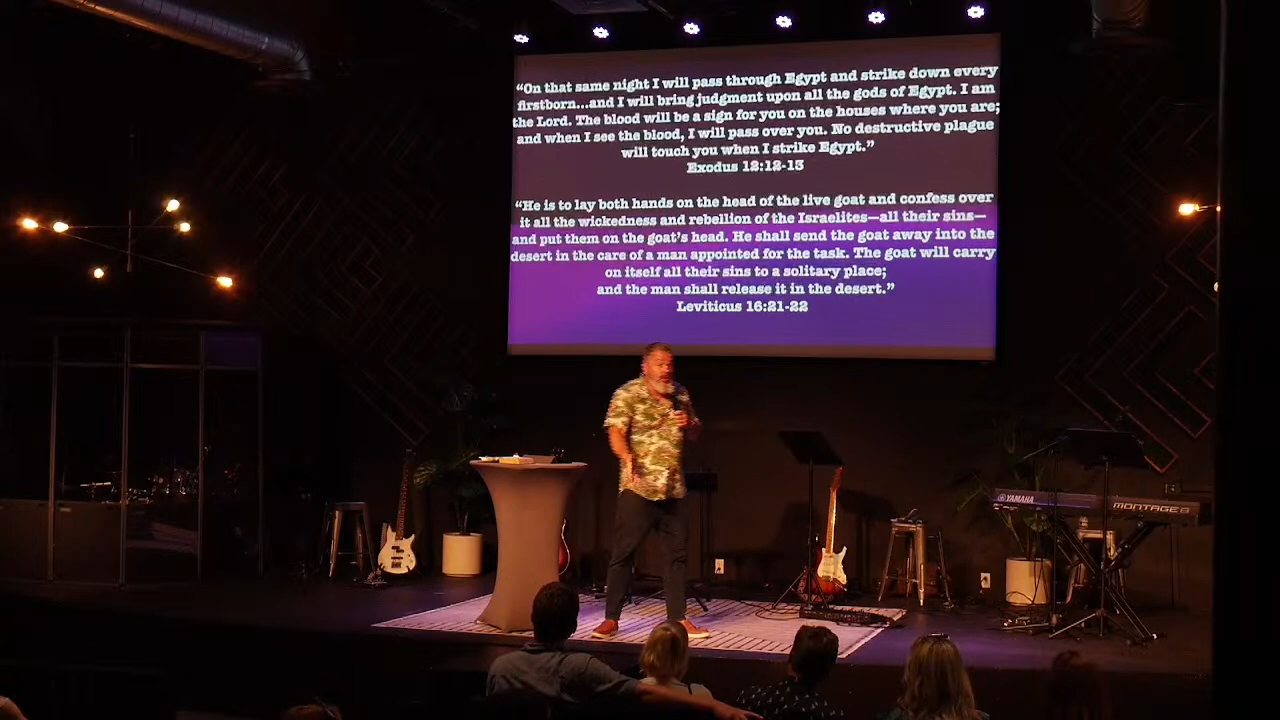 “On that same night I will pass through Egypt and strike down every
firstborn...and I will bring judgment upon all the gods of Egypt. I am
the Lord. The blood will be a sign for you on the houses where you are;
and when I see the blood, I will pass over you. No destructive plague
will touch you when I strike Egypt.”
Exodus 12:12-13
“He is to lay both hands on the head of the live goat and confess over
it all the wickedness and rebellion of the Israelites—all their sins—
and put them on the goat’s head. He shall send the goat away into the
desert in the care of a man appointed for the task. The goat will carry
on itself all their sins to a solitary place;
and the man shall release it in the desert.”
Leviticus 16:21-22
YAMAHA
MONTAGE 8